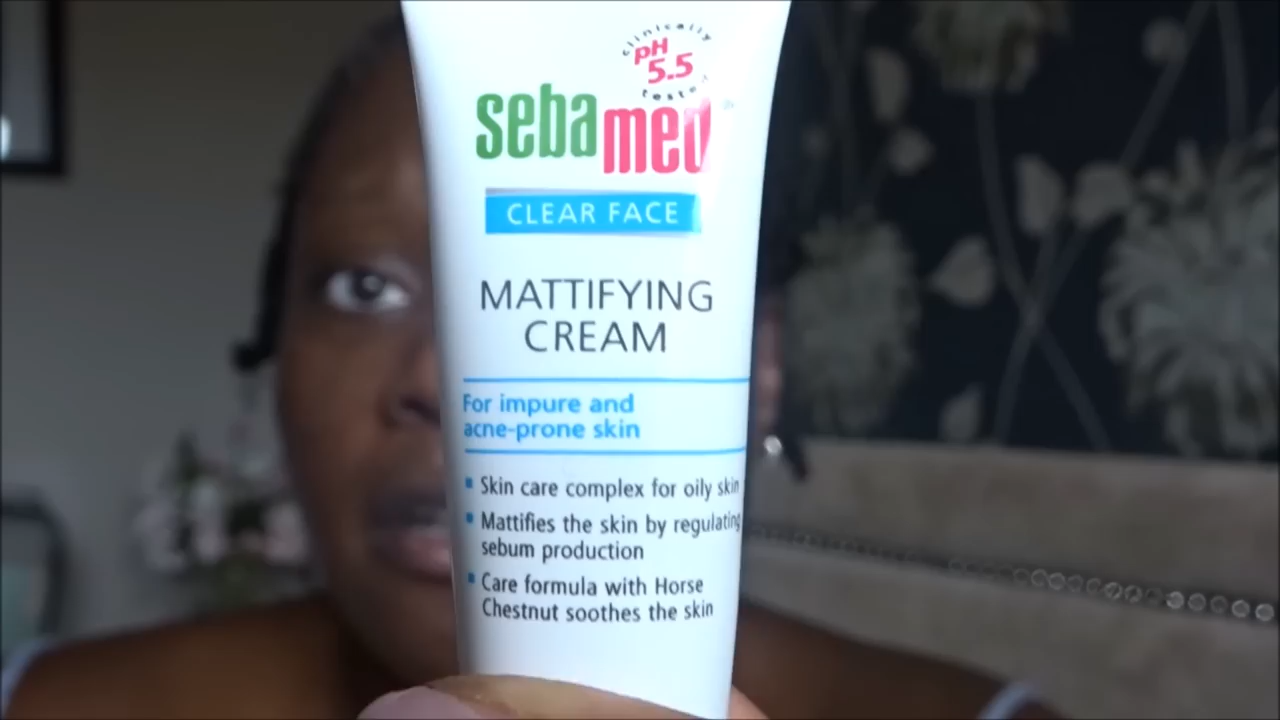 clinically
pH
5.5
tested
sebamed
CLEAR FACE
MATTIFYING
CREAM
For impure and
acne-prone skin
Skin care complex for oily skin
Mattifies the skin by regulating
sebum production
Care formula with Horse
Chestnut soothes the skin